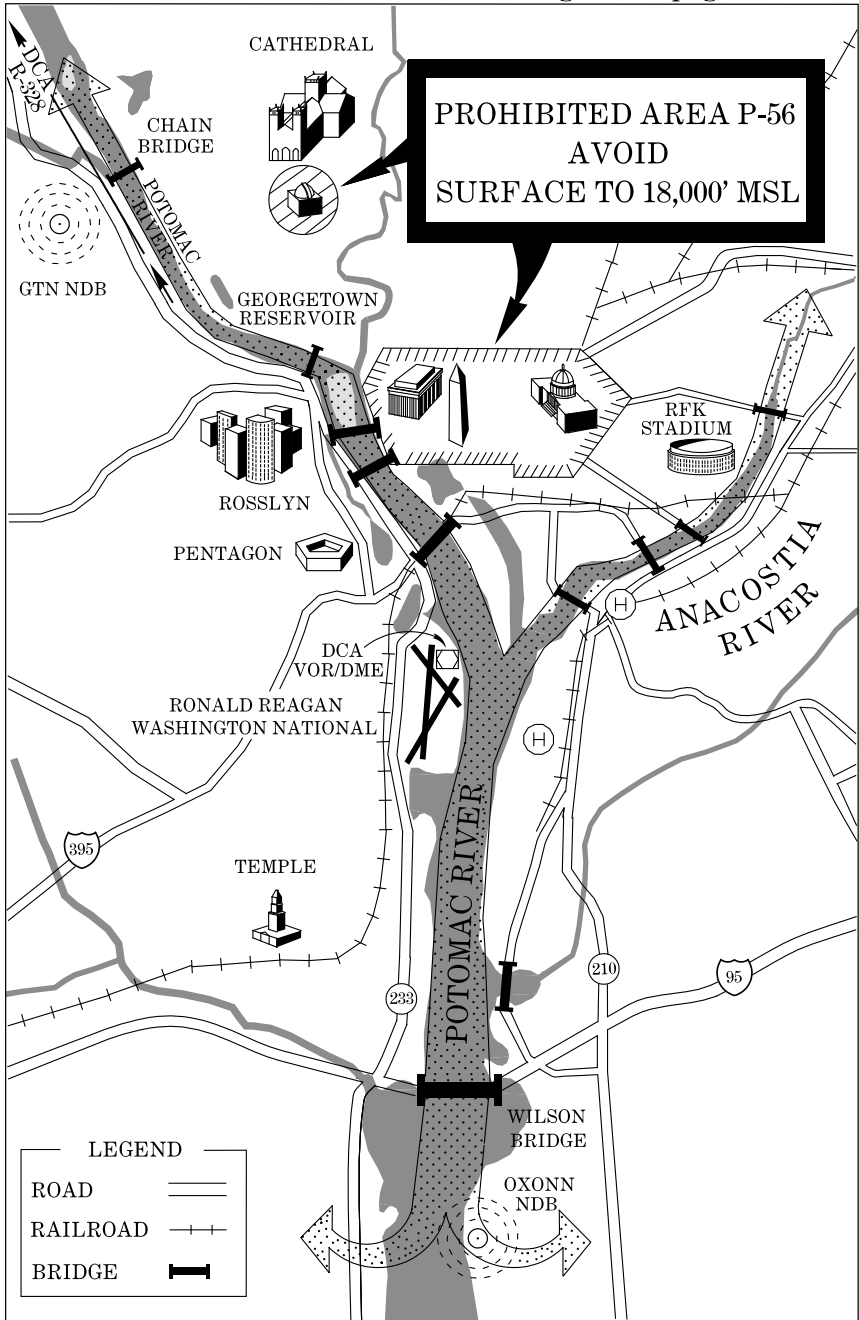 CATHEDRAL
DCA
R-328
PROHIBITED AREA P-56
AVOID
SURFACE TO 18,000' MSL
CHAIN
BRIDGE
POTOMAC
RIVER
GTN NDB
GEORGETOWN
RESERVOIR
RFK
STADIUM
ROSSLYN
PENTAGON
ANACOSTIA
RIVER
H
DCA
VOR/DME
RONALD REAGAN
WASHINGTON NATIONAL
H
POTOMAC RIVER
395
TEMPLE
210
95
233
WILSON
BRIDGE
OXONN
NDB
LEGEND
ROAD
RAILROAD
BRIDGE